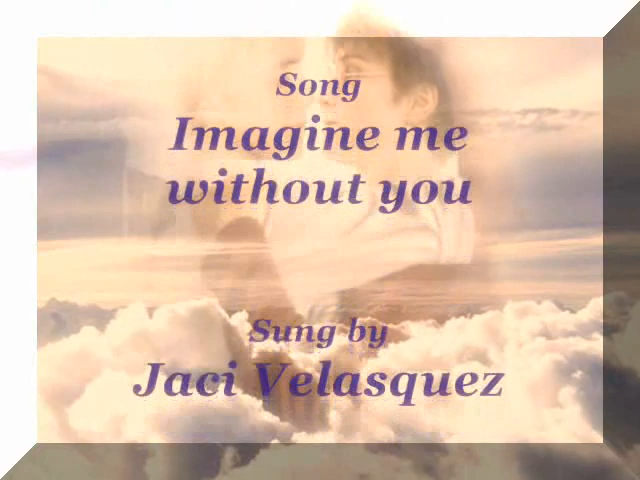 Song
Imagine me
without you
Sung by
Jaci Velasquez